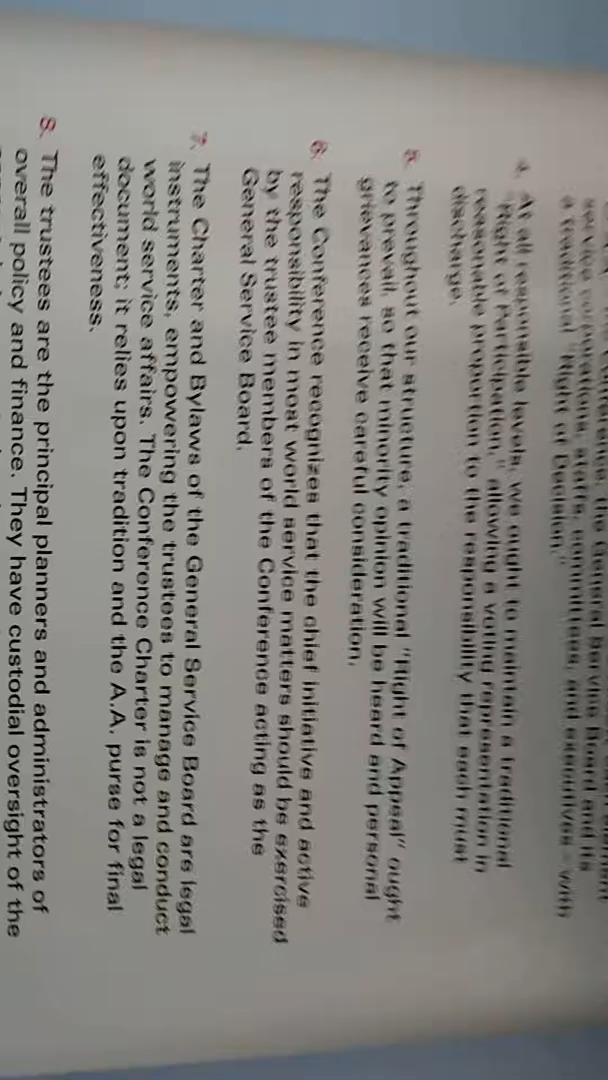 Conference, the General Service Board and its
service corporations, staffs, committees, and executives – with
a traditional "Right of Decision."
4. At all responsible levels, we ought to maintain a traditional
"Right of Participation," allowing a voting representation in
reasonable proportion to the responsibility that each must
discharge.
5. Throughout our structure, a traditional "Right of Appeal" ought
to prevail, so that minority opinion will be heard and personal
grievances receive careful consideration.
6. The Conference recognizes that the chief initiative and active
responsibility in most world service matters should be exercised
by the trustee members of the Conference acting as the
General Service Board.
7. The Charter and Bylaws of the General Service Board are legal
instruments, empowering the trustees to manage and conduct
world service affairs. The Conference Charter is not a legal
document; it relies upon tradition and the A.A. purse for final
effectiveness.
8. The trustees are the principal planners and administrators of
overall policy and finance. They have custodial oversight of the